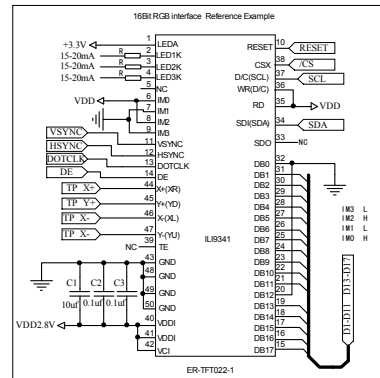 16Bit RGB interface Reference Example
+3.3V
15-20mA
15-20mA
15-20mA
R
R
R
1 LEDA
2 LED1K
3 LED2K
4 LED3K
5 NC
VDD
6 IM0
7 IM1
8 IM2
9 IM3
VSYNC 11 VSYNC
HSYNC 12 HSYNC
DOTCLK 13 DOTCLK
DE 14 DE
TP X+ 44 X+(XR)
TP Y+ 45 Y+(YD)
TP X- 46 X-(XL)
TP X- 47 Y-(YU)
NC 39 TE
43 GND
48 GND
49 GND
50 GND
C1 C2 C3
10uf 0.1uf 0.1uf
VDD2.8V
40 VDDI
41 VDDI
42 VCI
ILI9341
RESET 10 RESET
CSX 38 /CS
D/C(SCL) 37 SCL
WR(D/C) 36
RD 35 VDD
SDI(SDA) 34 SDA
SDO 33 NC
DB0 32
DB1 31
DB2 30
DB3 29
DB4 28
DB5 27
DB6 26
DB7 25
DB8 24
DB9 23
DB10 22
DB11 21
DB12 20
DB13 19
DB14 18
DB15 17
DB16 16
DB17 15
IM3 L
IM2 H
IM1 L
IM0 H
D1-D11 D13-D17
ER-TFT022-1